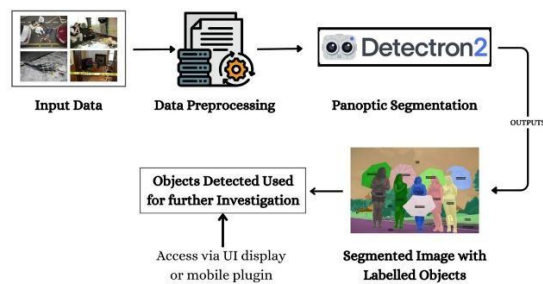 Detectron2
Input Data
Data Preprocessing
Panoptic Segmentation
OUTPUTS
Objects Detected Used
for further Investigation
Access via UI display
or mobile plugin
Segmented Image with
Labelled Objects